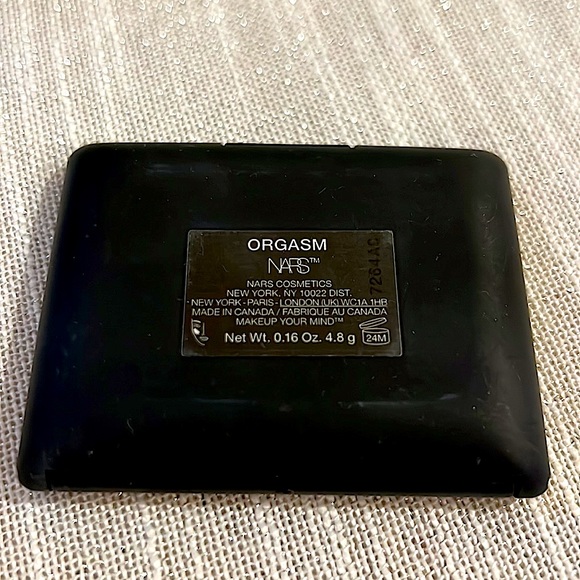 ORGASM
NARS™
NARS COSMETICS
NEW YORK, NY 10022 DIST.
NEW YORK - PARIS - LONDON (UK) WC1A 1HB
MADE IN CANADA / FABRIQUE AU CANADA
MAKEUP YOUR MIND™
Net Wt. 0.16 Oz. 4.8 g
24M
7264AC